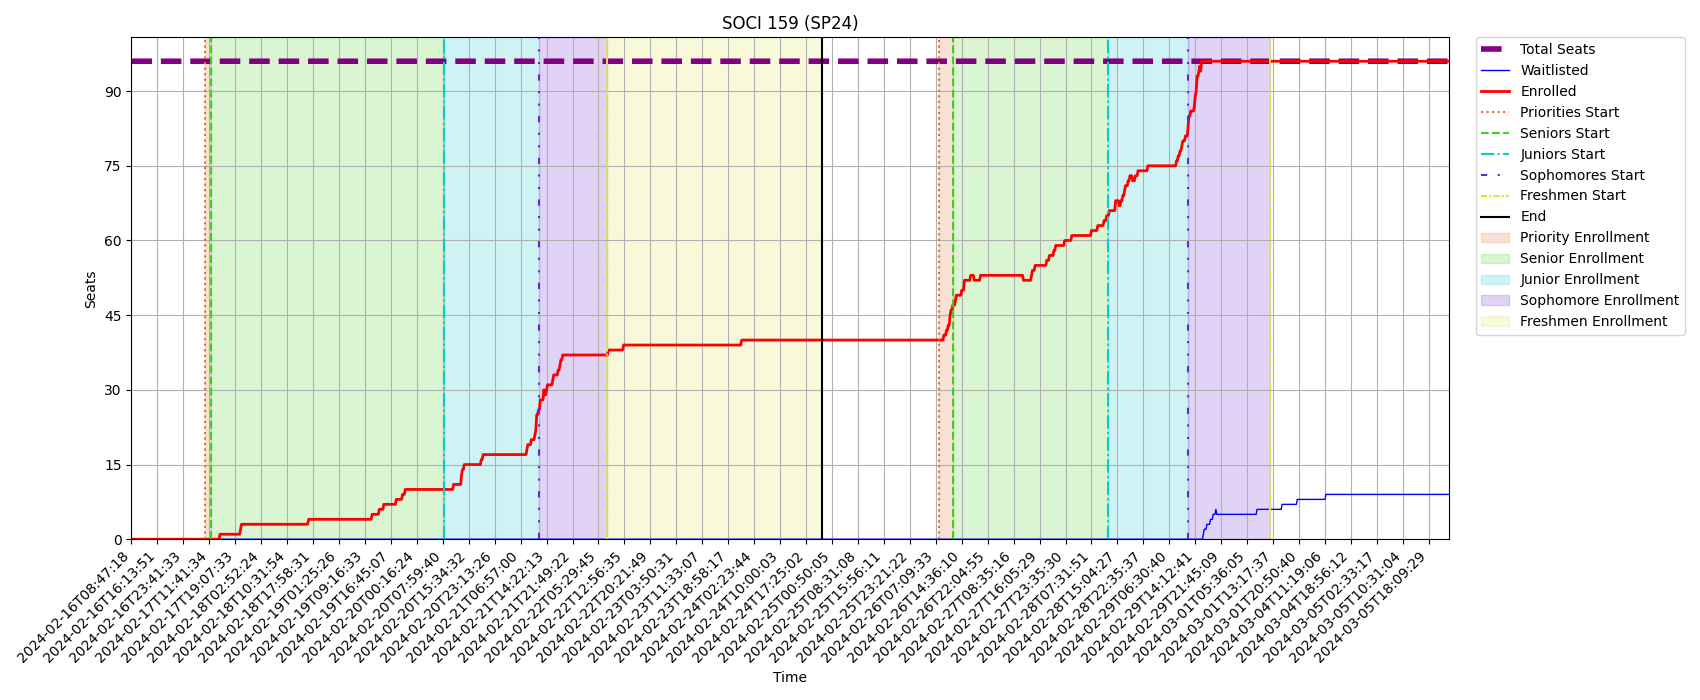 SOCI 159 (SP24)
Seats
90
75
60
45
30
15
0
2024-02-16T08:47:18
2024-02-16T16:13:51
2024-02-16T23:41:33
2024-02-17T11:41:34
2024-02-17T19:07:33
2024-02-18T02:52:24
2024-02-18T10:31:54
2024-02-18T17:58:31
2024-02-19T01:25:26
2024-02-19T09:16:33
2024-02-19T16:45:07
2024-02-20T00:16:24
2024-02-20T07:59:40
2024-02-20T15:34:32
2024-02-20T23:13:26
2024-02-21T06:57:00
2024-02-21T14:22:13
2024-02-21T21:49:22
2024-02-22T05:29:45
2024-02-22T12:56:35
2024-02-22T20:21:49
2024-02-23T03:50:31
2024-02-23T11:33:07
2024-02-23T18:58:17
2024-02-24T02:23:44
2024-02-24T10:00:03
2024-02-24T17:25:02
2024-02-25T00:50:05
2024-02-25T08:31:08
2024-02-25T15:56:11
2024-02-25T23:21:22
2024-02-26T07:09:33
2024-02-26T14:36:10
2024-02-26T22:04:55
2024-02-27T08:35:16
2024-02-27T16:05:29
2024-02-27T23:35:30
2024-02-28T07:31:51
2024-02-28T15:04:27
2024-02-28T22:35:37
2024-02-29T06:30:40
2024-02-29T14:12:41
2024-02-29T21:45:09
2024-03-01T05:36:05
2024-03-01T13:17:37
2024-03-01T20:50:40
2024-03-04T11:19:06
2024-03-04T18:56:12
2024-03-05T02:33:17
2024-03-05T10:31:04
2024-03-05T18:09:29
Time
Total Seats
Waitlisted
Enrolled
Priorities Start
Seniors Start
Juniors Start
Sophomores Start
Freshmen Start
End
Priority Enrollment
Senior Enrollment
Junior Enrollment
Sophomore Enrollment
Freshmen Enrollment